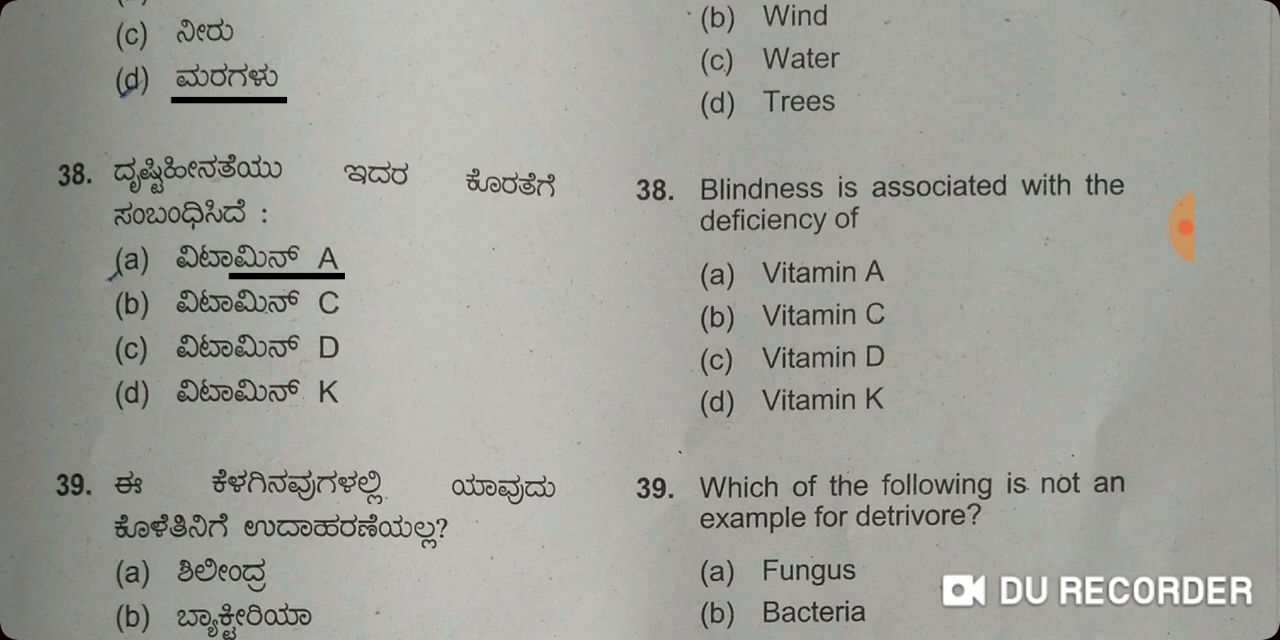 (c) ನೀರು
(d) ಮರಗಳು
38. ದೃಷ್ಟಿಹೀನತೆಯು ಇದರ ಕೊರತೆಗೆ
ಸಂಬಂಧಿಸಿದೆ :
(a) ವಿಟಾಮಿನ್ A
(b) ವಿಟಾಮಿನ್ C
(c) ವಿಟಾಮಿನ್ D
(d) ವಿಟಾಮಿನ್ K
39. ಈ ಕೆಳಗಿನವುಗಳಲ್ಲಿ ಯಾವುದು
ಕೊಳೆತಿನಿಗೆ ಉದಾಹರಣೆಯಲ್ಲ?
(a) ಶಿಲೀಂಧ್ರ
(b) ಬ್ಯಾಕ್ಟೀರಿಯಾ
(b) Wind
(c) Water
(d) Trees
38. Blindness is associated with the
deficiency of
(a) Vitamin A
(b) Vitamin C
(c) Vitamin D
(d) Vitamin K
39. Which of the following is not an
example for detrivore?
(a) Fungus
(b) Bacteria
DU RECORDER